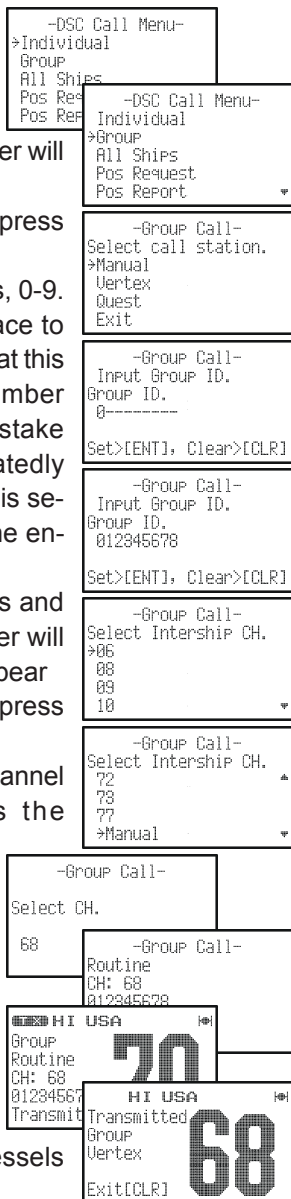 -DSC Call Menu-
→Individual
Group
All Ships
Pos Req
Pos Rep
-DSC Call Menu-
Individual
→Group
All Ships
Pos Request
Pos Report
er will
press
-Group Call-
Select call station.
→Manual
Vertex
Quest
Exit
s, 0-9.
ace to
at this
umber
stake
atedly
is se-
ne en-
-Group Call-
Input Group ID.
Group ID.
0--------
Set>[ENT], Clear>[CLR]
-Group Call-
Input Group ID.
Group ID.
012345678
Set>[ENT], Clear>[CLR]
s and
er will
pear
press
-Group Call-
Select Intership CH.
→06
08
09
10
annel
s the
-Group Call-
Select Intership CH.
72
73
77
→Manual
-Group Call-
Select CH.
68
-Group Call-
Routine
CH: 68
012345678
HI USA
Group
Routine
CH: 68
01234567
Transmit
70
HI USA
Transmitted
Group
Vertex
Exit[CLR]
68
essels